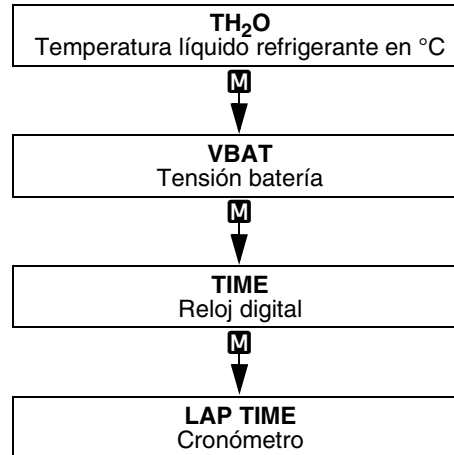 TH₂O
Temperatura líquido refrigerante en °C
M
VBAT
Tensión batería
M
TIME
Reloj digital
M
LAP TIME
Cronómetro